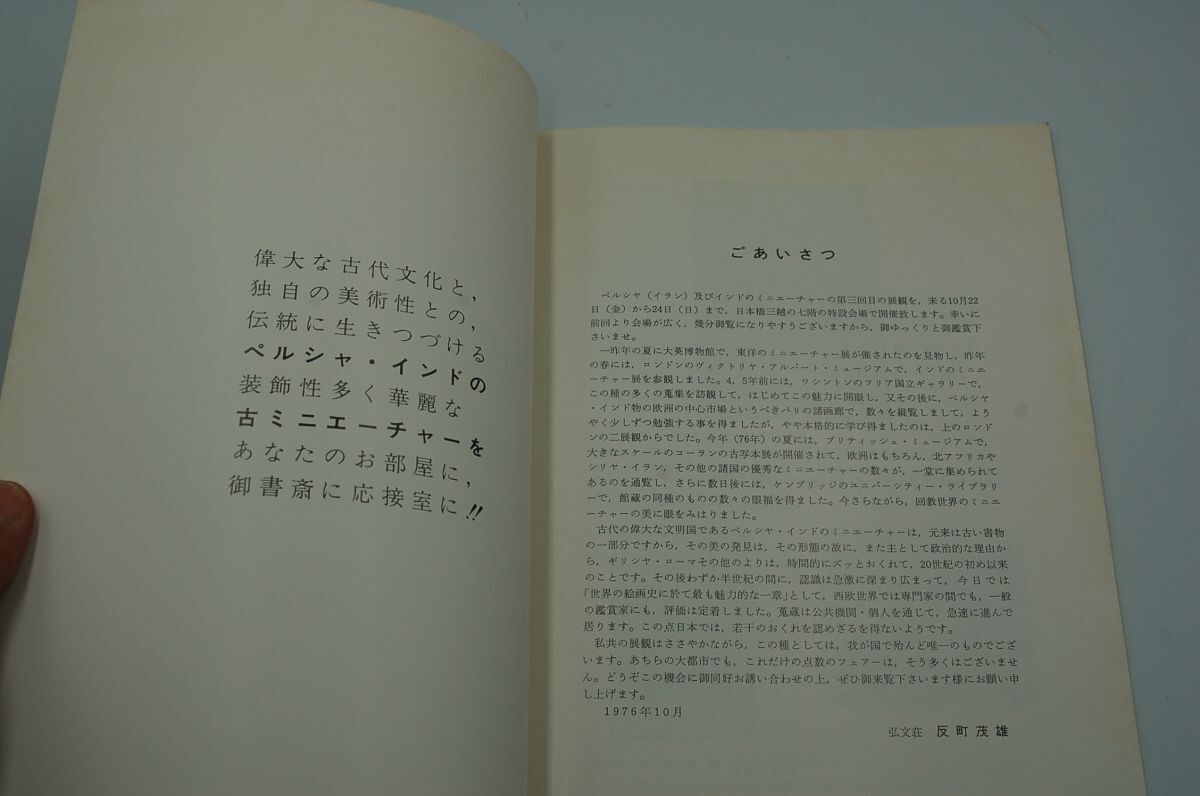 偉大な古代文化と,
独自の美術性との,
伝統に生きつづける
ペルシャ・インドの
装飾性多く華麗な
古ミニエーチャーを
あなたのお部屋に,
御書斎に応接室に!!
ごあいさつ
ペルシヤ（イラン）及びインドのミニエーチャーの第三回目の展観を, 来る10月22
日（金）から24日（日）まで, 日本橋三越の七階の特設会場で開催致します。幸いに
前回より会場が広く, 幾分御覧になりやすうございますから, 御ゆっくりと御鑑賞下
さいませ。
一昨年の夏に大英博物館で, 東洋のミニエーチャー展が催されたのを見物し, 昨年
の春には, ロンドンのヴィクトリヤ・アルバート・ミュージアムで, インドのミニエ
ーチャー展を参観しました。4, 5年前には, ワシントンのフリア国立ギャラリーで,
この種の多くの蒐集を訪観して, はじめてこの魅力に開眼し, 又その後に, ペルシヤ
・インド物の欧洲の中心市場というべきパリの諸画廊で, 数々を縦覧しまして, よう
やく少しずつ勉強する事を得ましたが, やや本格的に学び得ましたのは, 上のロンド
ンの二展観からでした。今年（76年）の夏には, ブリティッシュ・ミュージアムで,
大きなスケールのコーランの古写本展が開催されて, 欧洲はもちろん, 北アフリカや
シリヤ・イラン, その他の諸国の優秀なミニエーチャーの数々が, 一堂に集められて
あるのを通覧し, さらに数日後には, ケンブリッジのユニバーシティー・ライブラリ
ーで, 館蔵の同種のものの数々の眼福を得ました。今さらながら, 回教世界のミニエ
ーチャーの美に眼をみはりました。
古代の偉大な文明国であるペルシヤ・インドのミニエーチャーは, 元来は古い書物
の一部分ですから, その美の発見は, その形態の故に, また主として政治的な理由か
ら, ギリシヤ・ローマその他のよりは, 時間的にズッとおくれて, 20世紀の初め以来
のことです。その後わずか半世紀の間に, 認識は急激に深まり広まって, 今日では
「世界の絵画史に於て最も魅力的な一章」として, 西欧世界では専門家の間でも, 一般
の鑑賞家にも, 評価は定着しました。蒐蔵は公共機関・個人を通じて, 急速に進んで
居ります。この点日本では, 若干のおくれを認めざるを得ないようです。
私共の展観はささやかながら, この種としては, 我が国で殆んど唯一のものでござ
います。あちらの大都市でも, これだけの点数のフェアーは, そう多くはございませ
ん。どうぞこの機会に御同好お誘い合わせの上, ぜひ御来覧下さいます様にお願い申
し上げます。
1976年10月
弘文荘 反町茂雄